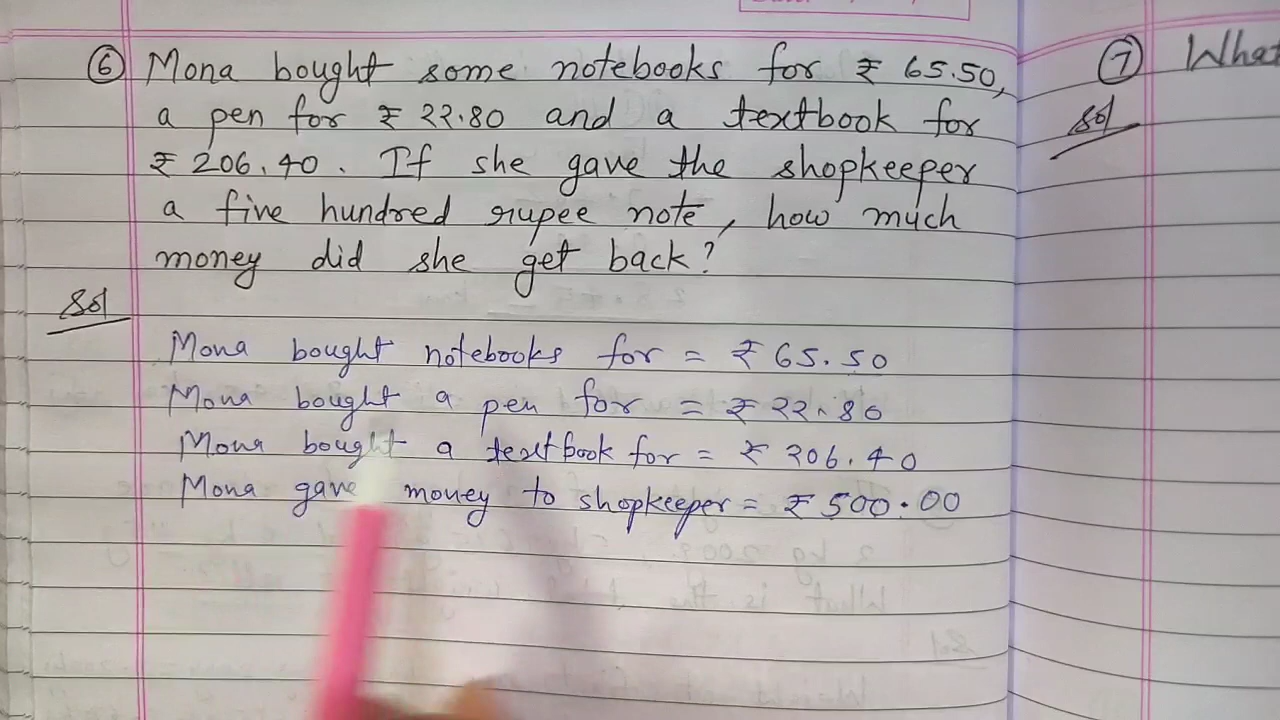 ⑥ Mona bought some notebooks for ₹ 65.50,
a pen for ₹ 22.80 and a textbook for
₹ 206.40. If she gave the shopkeeper
a five hundred rupee note, how much
money did she get back?
Sol
Mona bought notebooks for = ₹ 65.50
Mona bought a pen for = ₹ 22.80
Mona bought a textbook for = ₹ 206.40
Mona gave money to shopkeeper = ₹ 500.00
⑦ What
Sol